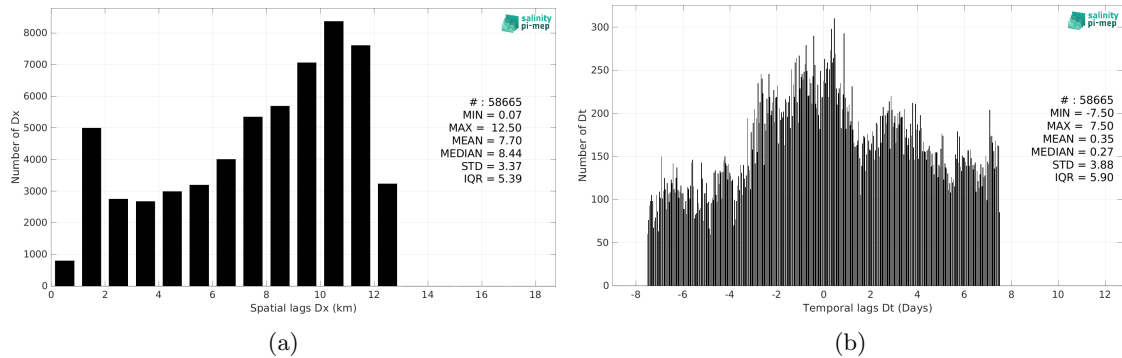 salinity
pi-mep
8000
7000
6000
5000
4000
3000
2000
1000
0
Number of Dx
# : 58665
MIN = 0.07
MAX = 12.50
MEAN = 7.70
MEDIAN = 8.44
STD = 3.37
IQR = 5.39
0 2 4 6 8 10 12 14 16 18
Spatial lags Dx (km)
(a)
salinity
pi-mep
300
250
200
150
100
50
0
Number of Dt
# : 58665
MIN = -7.50
MAX = 7.50
MEAN = 0.35
MEDIAN = 0.27
STD = 3.88
IQR = 5.90
-8 -6 -4 -2 0 2 4 6 8 10 12
Temporal lags Dt (Days)
(b)